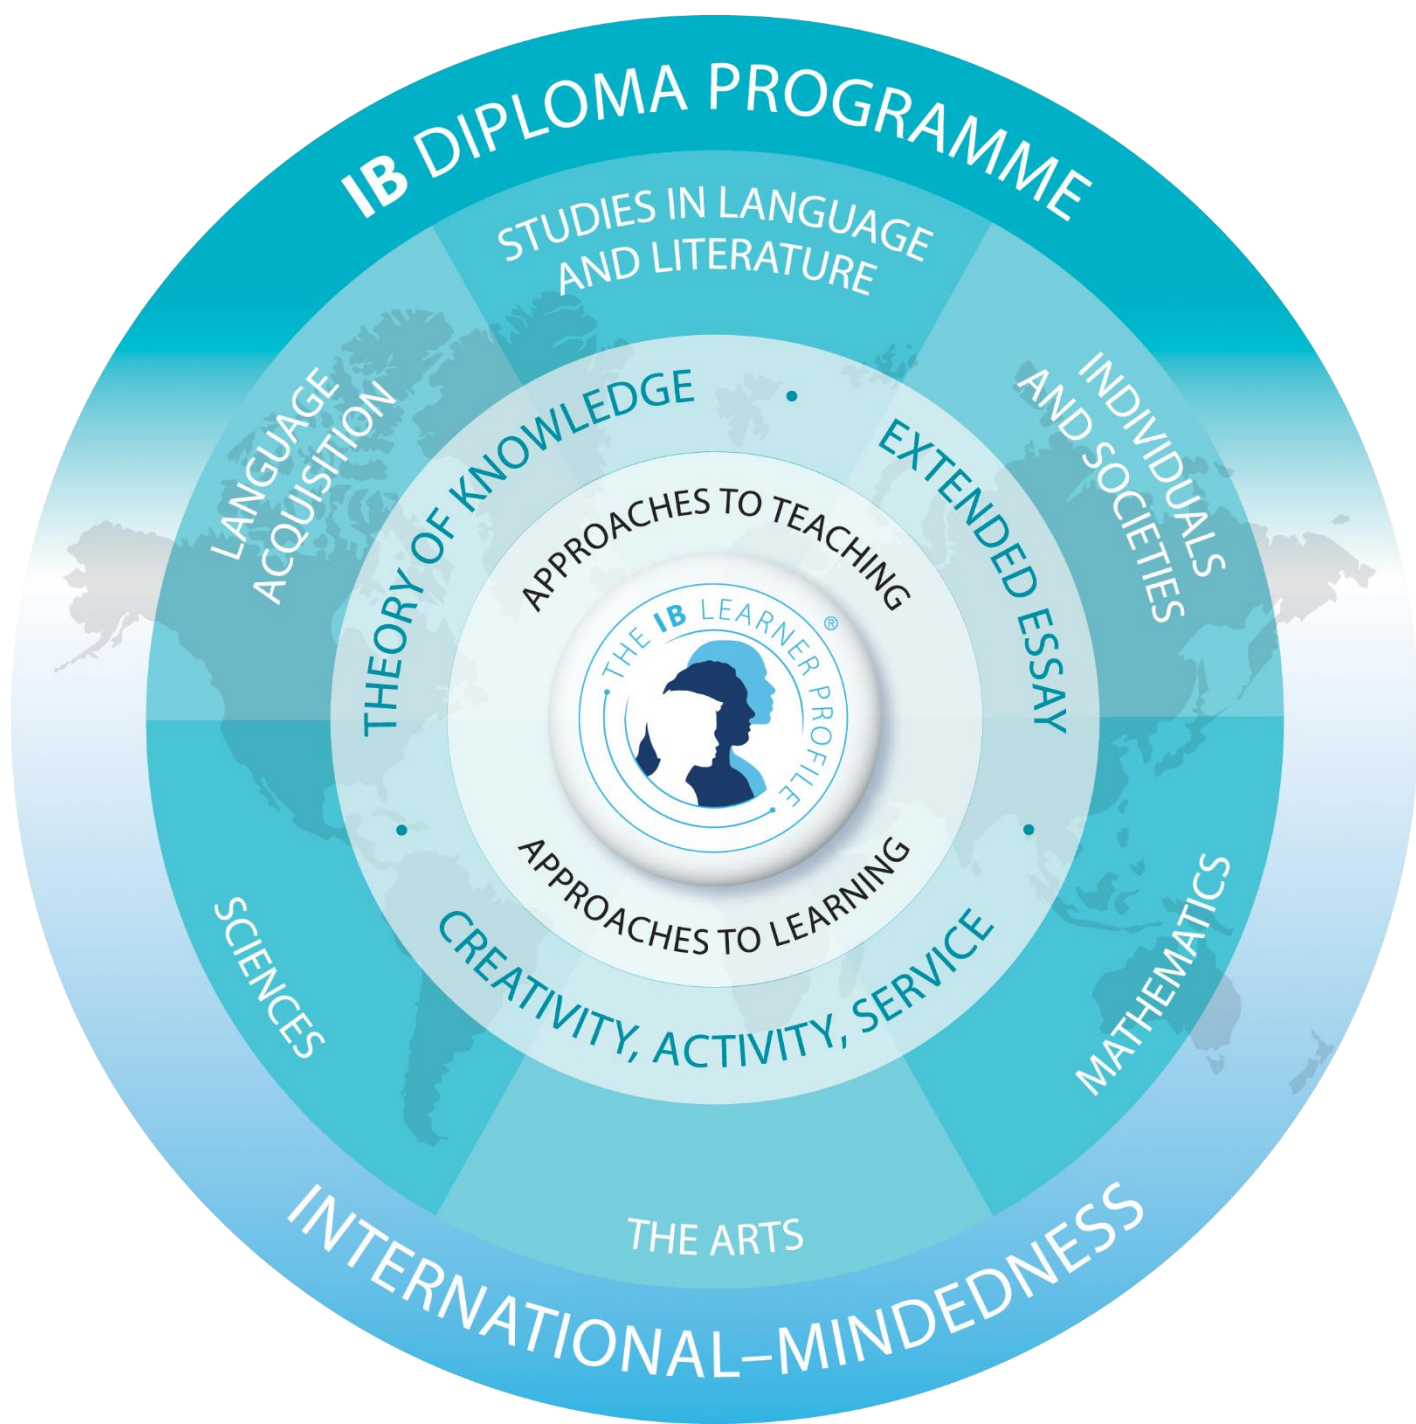 IB DIPLOMA PROGRAMME
STUDIES IN LANGUAGE
AND LITERATURE
LANGUAGE
ACQUISITION
INDIVIDUALS
AND SOCIETIES
THEORY OF KNOWLEDGE
•
EXTENDED ESSAY
•
CREATIVITY, ACTIVITY, SERVICE
•
APPROACHES TO TEACHING
THE IB LEARNER PROFILE
®
APPROACHES TO LEARNING
SCIENCES
MATHEMATICS
THE ARTS
INTERNATIONAL–MINDEDNESS